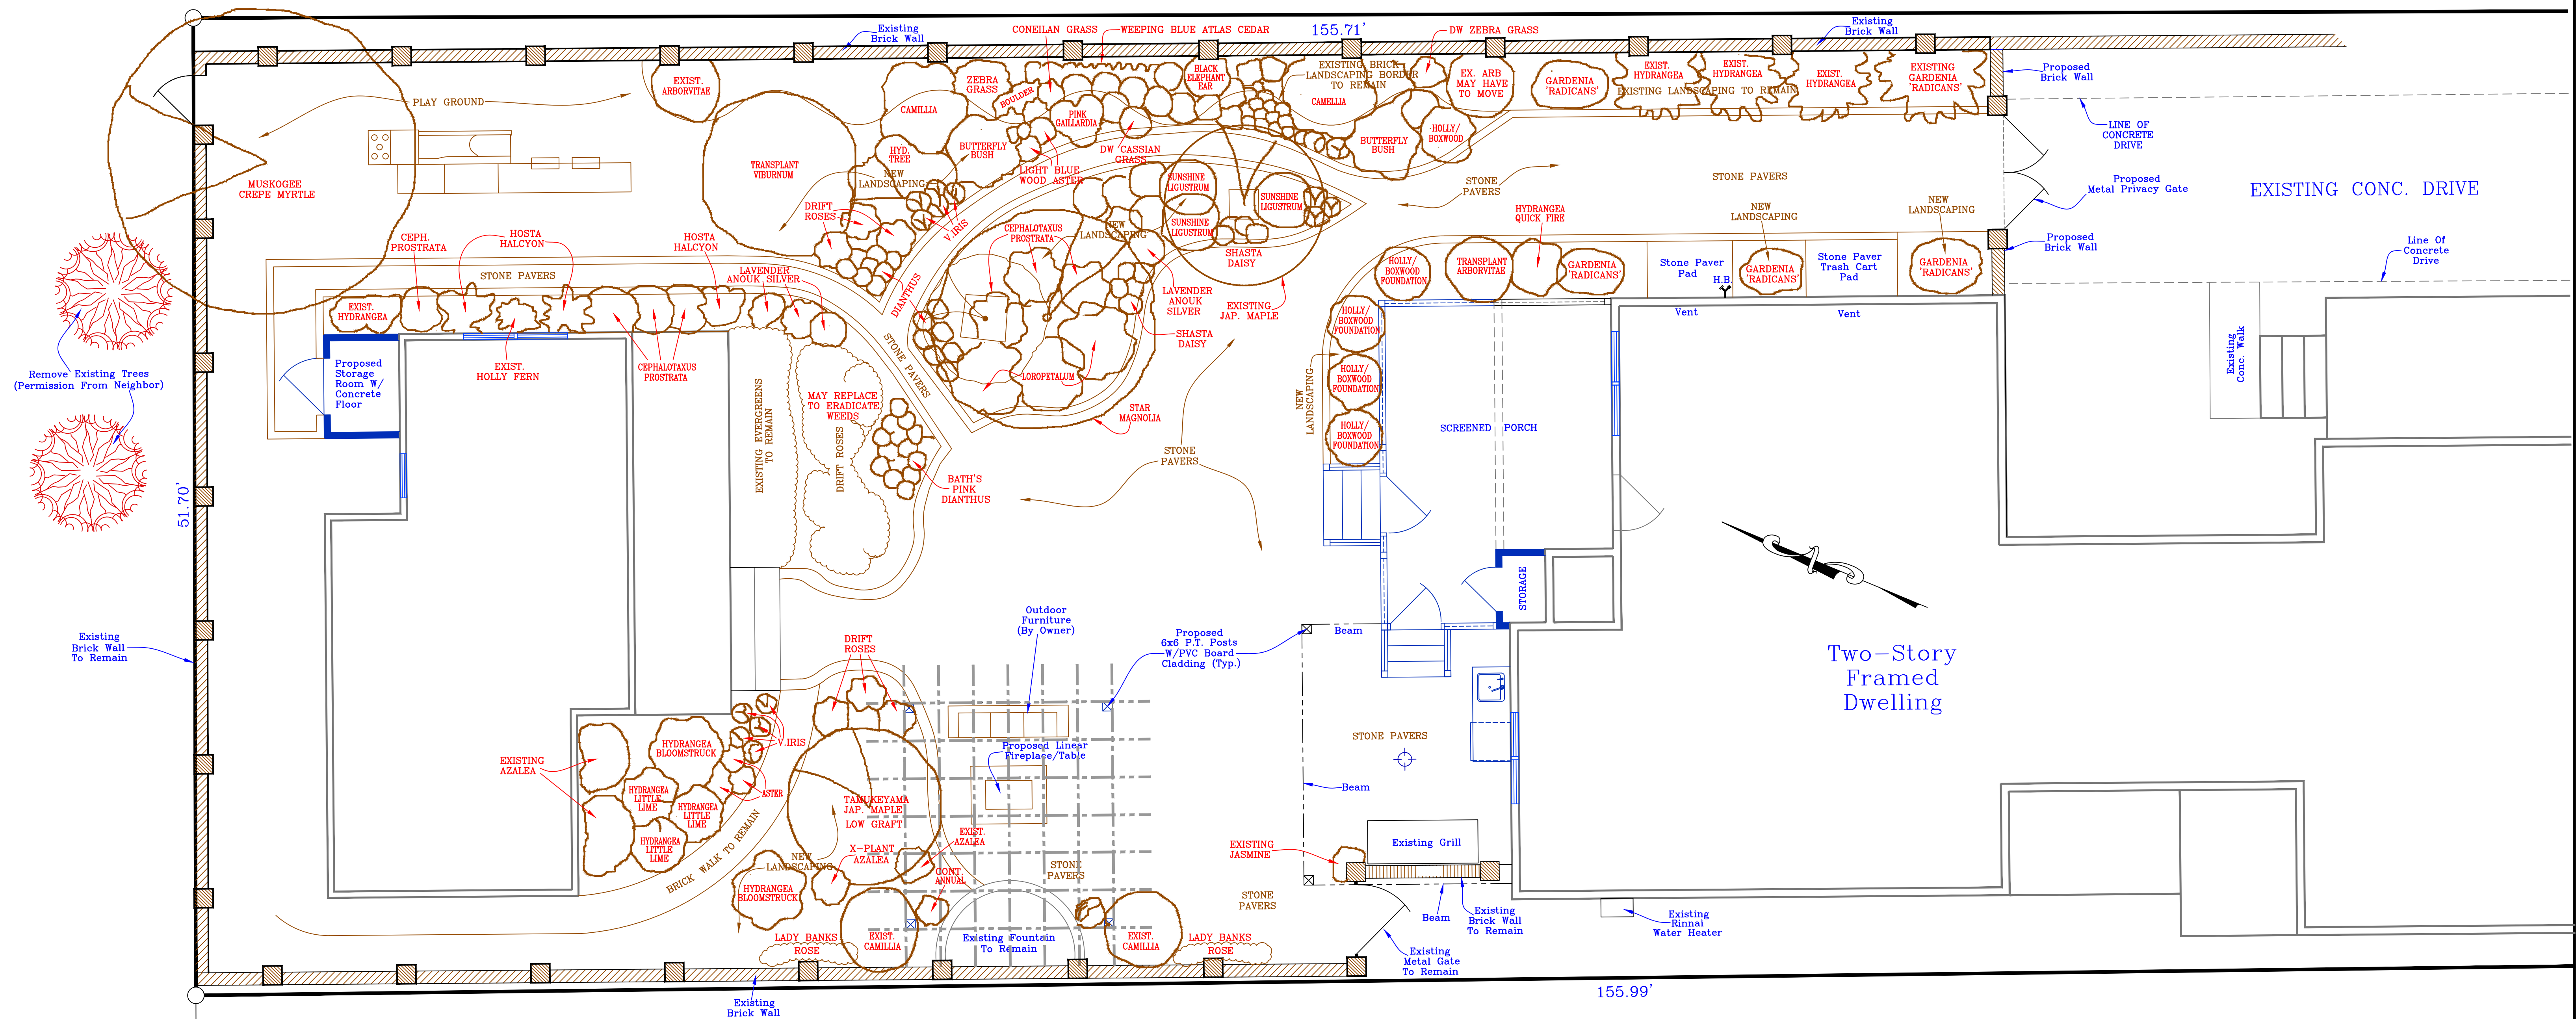 155.71'
Existing
Brick Wall
CONEILAN GRASS
WEEPING BLUE ATLAS CEDAR
DW ZEBRA GRASS
Existing
Brick Wall
PLAY GROUND
EXIST.
ARBORVITAE
ZEBRA
GRASS
BOULDER
CAMILLIA
PINK
GAILLARDIA
BLACK
ELEPHANT
EAR
EXISTING BRICK
LANDSCAPING BORDER
TO REMAIN
CAMELLIA
EX. ARB
MAY HAVE
TO MOVE
GARDENIA
'RADICANS'
EXIST.
HYDRANGEA
EXIST.
HYDRANGEA
EXIST.
HYDRANGEA
EXISTING
GARDENIA
'RADICANS'
EXISTING LANDSCAPING TO REMAIN
Proposed
Brick Wall
LINE OF
CONCRETE
DRIVE
MUSKOGEE
CREPE MYRTLE
TRANSPLANT
VIBURNUM
HYD.
TREE
NEW
LANDSCAPING
BUTTERFLY
BUSH
LIGHT BLUE
WOOD ASTER
DW CASSIAN
GRASS
BUTTERFLY
BUSH
HOLLY/
BOXWOOD
SUNSHINE
LIGUSTRUM
SUNSHINE
LIGUSTRUM
SUNSHINE
LIGUSTRUM
STONE
PAVERS
STONE PAVERS
Proposed
Metal Privacy Gate
EXISTING CONC. DRIVE
DRIFT
ROSES
V.IRIS
CEPHALOTAXUS
PROSTRATA
NEW
LANDSCAPING
HYDRANGEA
QUICK FIRE
NEW
LANDSCAPING
NEW
LANDSCAPING
CEPH.
PROSTRATA
HOSTA
HALCYON
HOSTA
HALCYON
STONE PAVERS
LAVENDER
ANOUK SILVER
DIANTHUS
SHASTA
DAISY
LAVENDER
ANOUK
SILVER
EXISTING
JAP. MAPLE
HOLLY/
BOXWOOD
FOUNDATION
TRANSPLANT
ARBORVITAE
GARDENIA
'RADICANS'
Stone Paver
Pad
H.B.
GARDENIA
'RADICANS'
Stone Paver
Trash Cart
Pad
GARDENIA
'RADICANS'
Proposed
Brick Wall
Line Of
Concrete
Drive
EXIST.
HYDRANGEA
Vent
Vent
HOLLY/
BOXWOOD
FOUNDATION
SHASTA
DAISY
Existing
Conc. Walk
Remove Existing Trees
(Permission From Neighbor)
Proposed
Storage
Room W/
Concrete
Floor
EXIST.
HOLLY FERN
CEPHALOTAXUS
PROSTRATA
STONE PAVERS
LOROPETALUM
HOLLY/
BOXWOOD
FOUNDATION
NEW
LANDSCAPING
EXISTING EVERGREENS
TO REMAIN
MAY REPLACE
TO ERADICATE
WEEDS
DRIFT ROSES
STAR
MAGNOLIA
HOLLY/
BOXWOOD
FOUNDATION
SCREENED PORCH
STONE
PAVERS
BATH'S
PINK
DIANTHUS
51.70'
STORAGE
Existing
Brick Wall
To Remain
DRIFT
ROSES
Outdoor
Furniture
(By Owner)
Proposed
6x6 P.T. Posts
W/PVC Board
Cladding (Typ.)
Beam
Two-Story
Framed
Dwelling
HYDRANGEA
BLOOMSTRUCK
V.IRIS
Proposed Linear
Fireplace/Table
STONE PAVERS
EXISTING
AZALEA
HYDRANGEA
LITTLE
LIME
HYDRANGEA
LITTLE
LIME
HYDRANGEA
LITTLE
LIME
ASTER
TAMUKEYAMA
JAP. MAPLE
LOW GRAFT
Beam
BRICK WALK TO REMAIN
X-PLANT
AZALEA
EXIST.
AZALEA
NEW
LANDSCAPING
HYDRANGEA
BLOOMSTRUCK
CONT.
ANNUAL
STONE
PAVERS
EXISTING
JASMINE
Existing Grill
STONE
PAVERS
LADY BANKS
ROSE
EXIST.
CAMILLIA
Existing Fountain
To Remain
EXIST.
CAMILLIA
LADY BANKS
ROSE
Beam
Existing
Brick Wall
To Remain
Existing
Rinnai
Water Heater
Existing
Metal Gate
To Remain
Existing
Brick Wall
155.99'